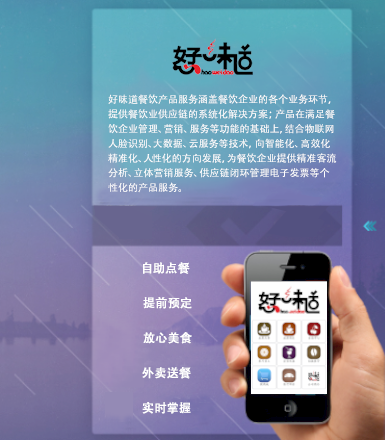 好味道
haoweidao
好味道餐饮产品服务涵盖餐饮企业的各个业务环节,
提供餐饮业供应链的系统化解决方案; 产品在满足餐
饮企业管理、营销、服务等功能的基础上, 结合物联网
人脸识别、大数据、云服务等技术, 向智能化、高效化
精准化、人性化的方向发展, 为餐饮企业提供精准客流
分析、立体营销服务、供应链闭环管理电子发票等个
性化的产品服务。
自助点餐
提前预定
放心美食
外卖送餐
实时掌握
好味道